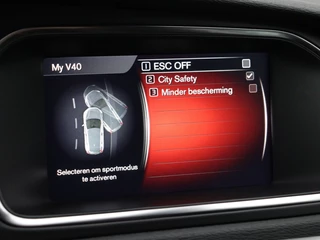 My V40
1 ESC OFF
2 City Safety
3 Minder bescherming
Selecteren om sportmodus
te activeren